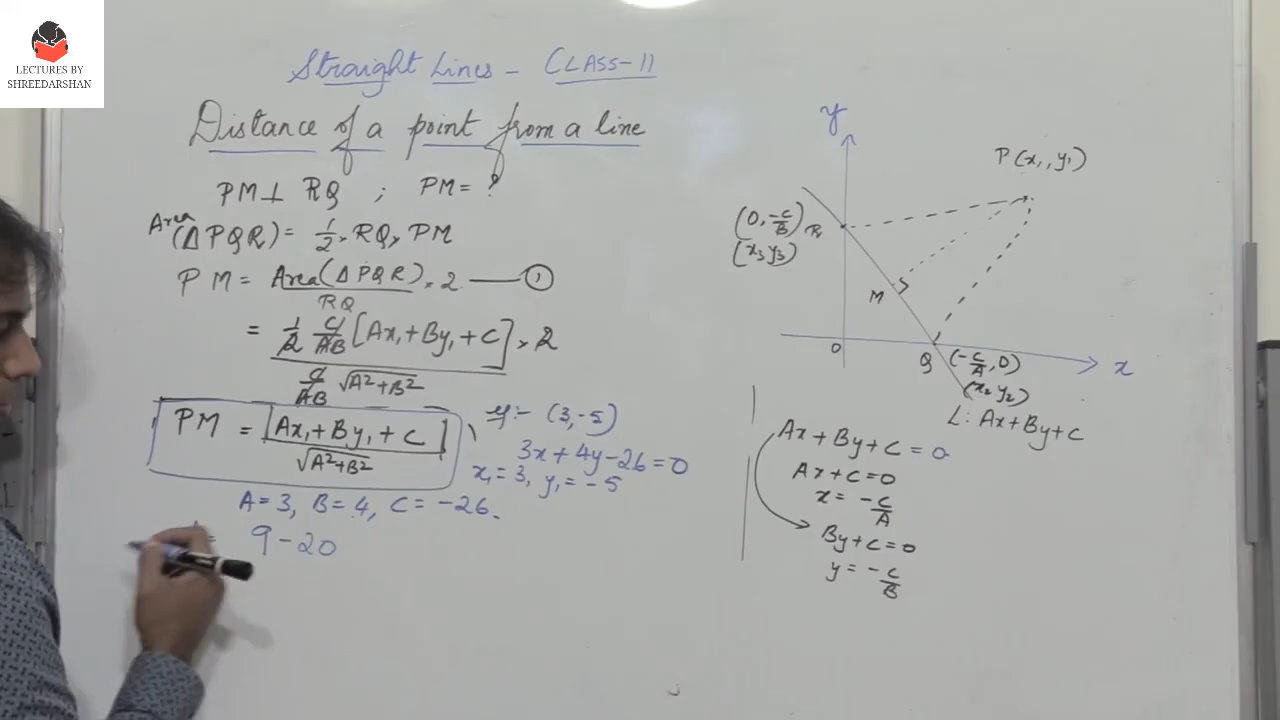 LECTURES BY
SHREEDARSHAN
Straight Lines - CLASS-11
Distance of a point from a line
PM ⊥ RQ ; PM = ?
Area (Δ PQR) = 1/2 × RQ × PM
PM = Area(Δ PQR)/RQ × 2 —— ①
= 1/2 C/AB [Ax₁ + By₁ + C] × 2
C/AB √A²+B²
PM = |Ax₁ + By₁ + C| / √A²+B²
eg:- (3, -5)
3x + 4y - 26 = 0
x₁ = 3, y₁ = -5
A = 3, B = 4, C = -26.
= 9 - 20
y
P(x₁, y₁)
(0, -C/B) R
(x₃ y₃)
M
O
Q (-C/A, 0)
x
(x₂ y₂)
L: Ax + By + C
Ax + By + C = 0
Ax + C = 0
x = -C/A
By + C = 0
y = -C/B